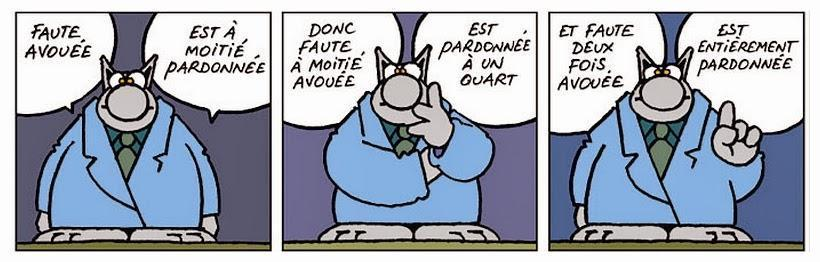 FAUTE
AVOUÉE
EST À
MOITIÉ
PARDONNÉE
DONC
FAUTE
À MOITIÉ
AVOUÉE
EST
PARDONNÉE
À UN
QUART
ET FAUTE
DEUX
FOIS
AVOUÉE
EST
ENTIÈREMENT
PARDONNÉE